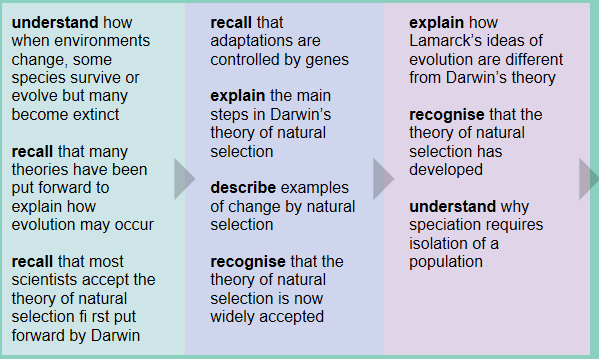 understand how
when environments
change, some
species survive or
evolve but many
become extinct
recall that many
theories have been
put forward to
explain how
evolution may occur
recall that most
scientists accept the
theory of natural
selection fi rst put
forward by Darwin
recall that
adaptations are
controlled by genes
explain the main
steps in Darwin’s
theory of natural
selection
describe examples
of change by natural
selection
recognise that the
theory of natural
selection is now
widely accepted
explain how
Lamarck’s ideas of
evolution are different
from Darwin’s theory
recognise that the
theory of natural
selection has
developed
understand why
speciation requires
isolation of a
population